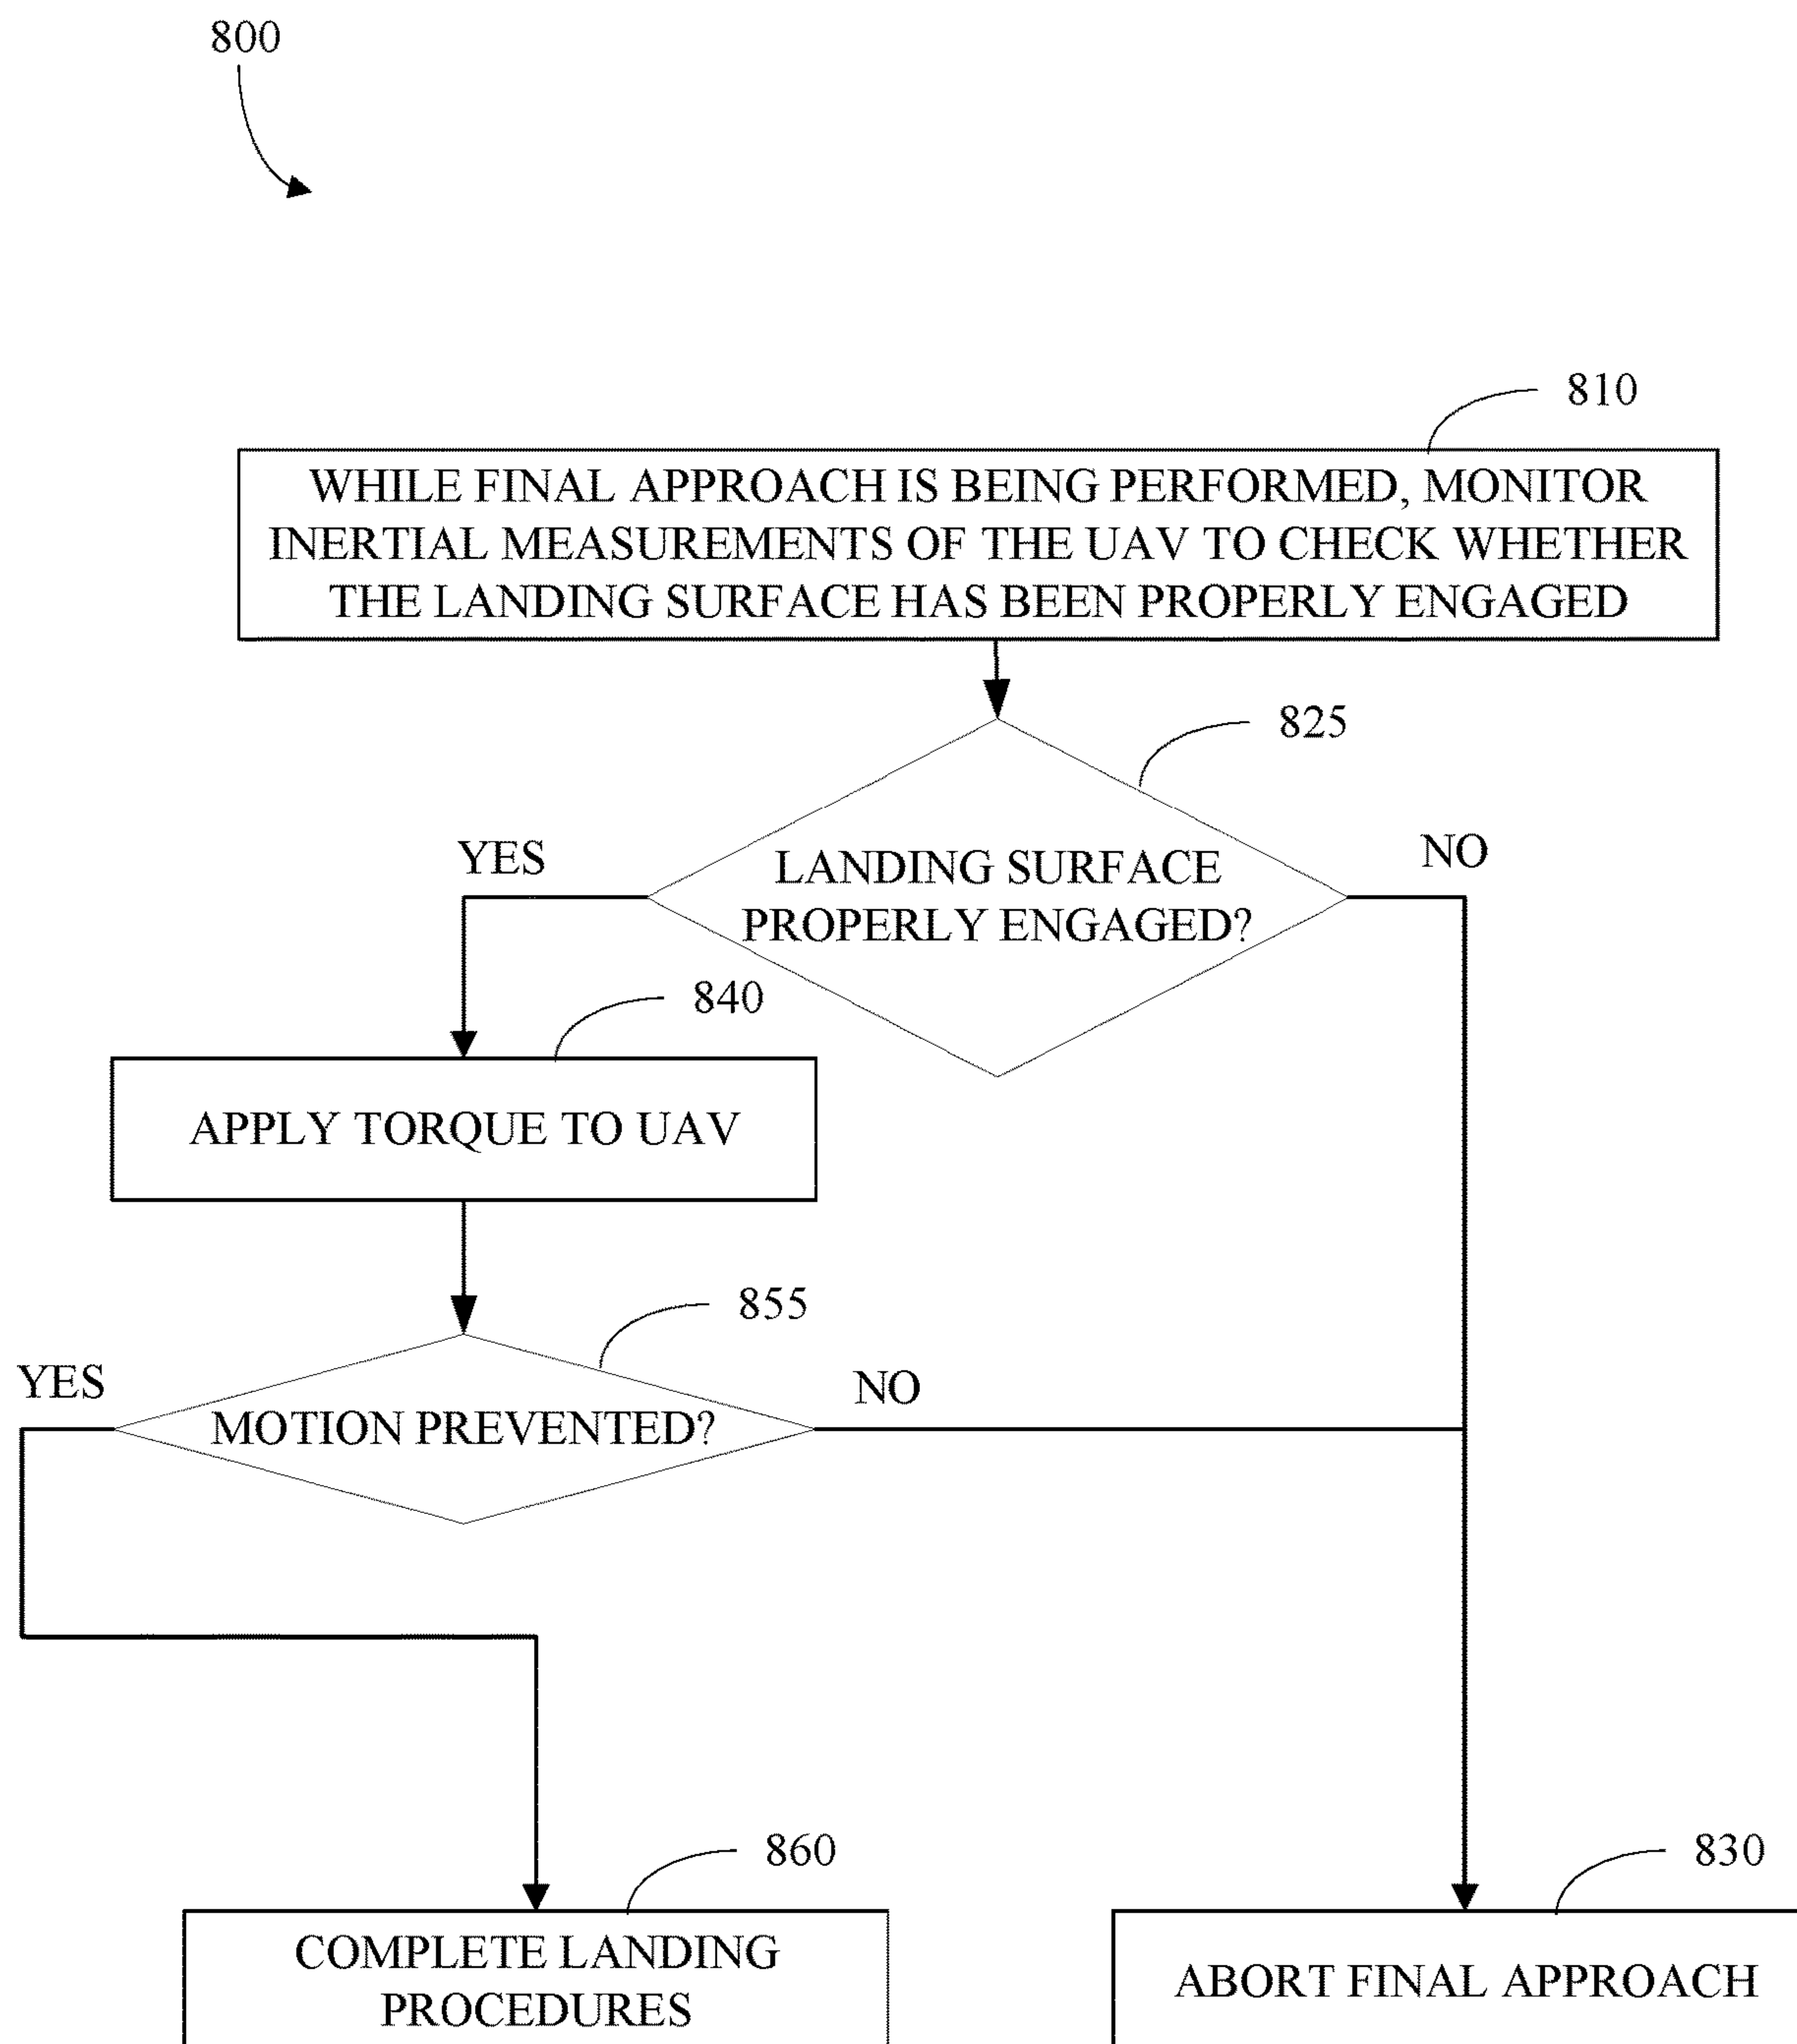 800
810
WHILE FINAL APPROACH IS BEING PERFORMED, MONITOR
INERTIAL MEASUREMENTS OF THE UAV TO CHECK WHETHER
THE LANDING SURFACE HAS BEEN PROPERLY ENGAGED
825
YES
NO
LANDING SURFACE
PROPERLY ENGAGED?
840
APPLY TORQUE TO UAV
855
YES
NO
MOTION PREVENTED?
860
830
COMPLETE LANDING
PROCEDURES
ABORT FINAL APPROACH